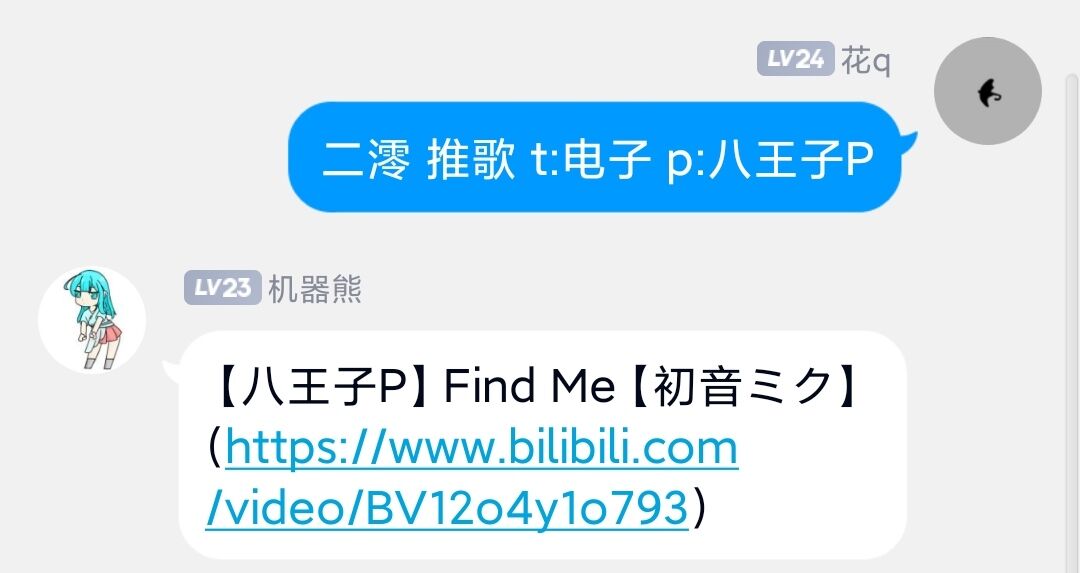 LV24 花q
二澪 推歌 t:电子 p:八王子P
LV23 机器熊
【八王子P】Find Me【初音ミク】
(https://www.bilibili.com
/video/BV12o4y1o793)